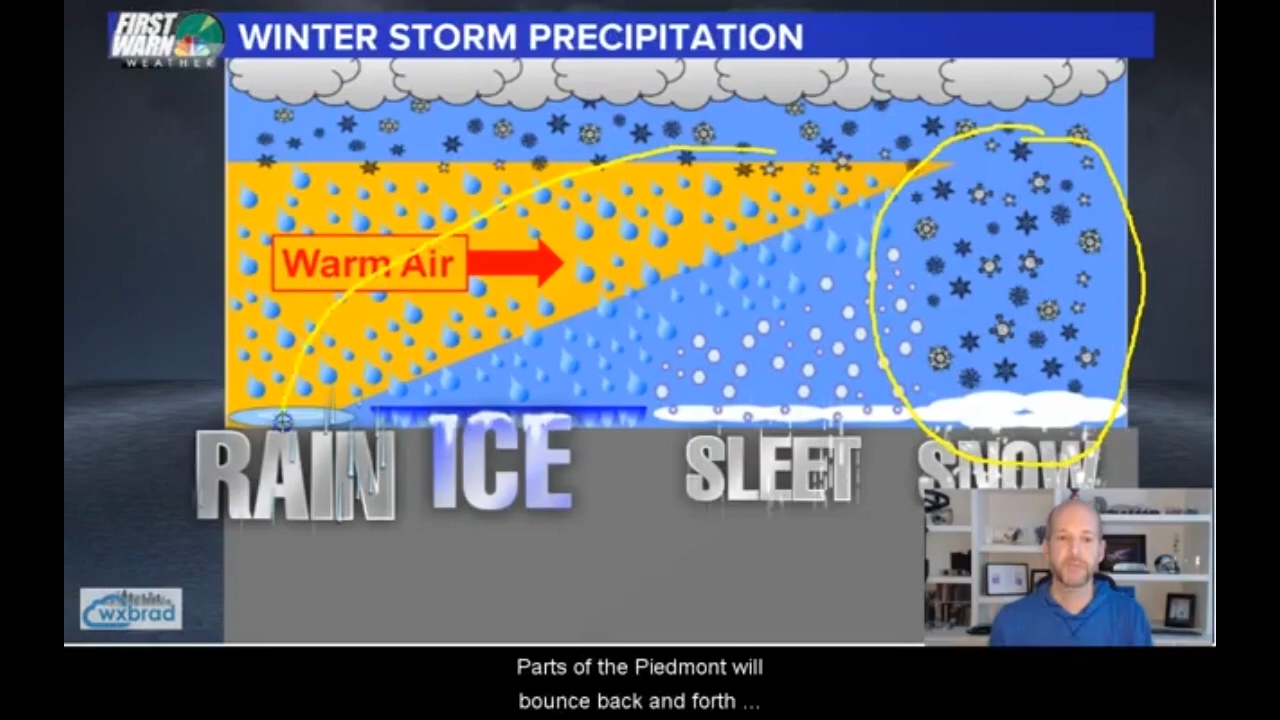 FIRST
WARN
WEATHER
WINTER STORM PRECIPITATION
Warm Air
RAIN
ICE
SLEET
SNOW
wxbrad
Parts of the Piedmont will
bounce back and forth ...